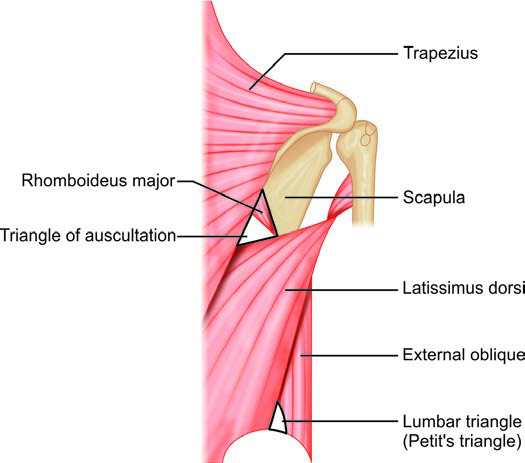 Trapezius
Rhomboideus major
Scapula
Triangle of auscultation
Latissimus dorsi
External oblique
Lumbar triangle
(Petit's triangle)